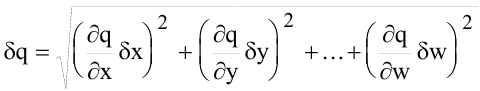 δq = √((∂q/∂x δx)² + (∂q/∂y δy)² + … + (∂q/∂w δw)²)